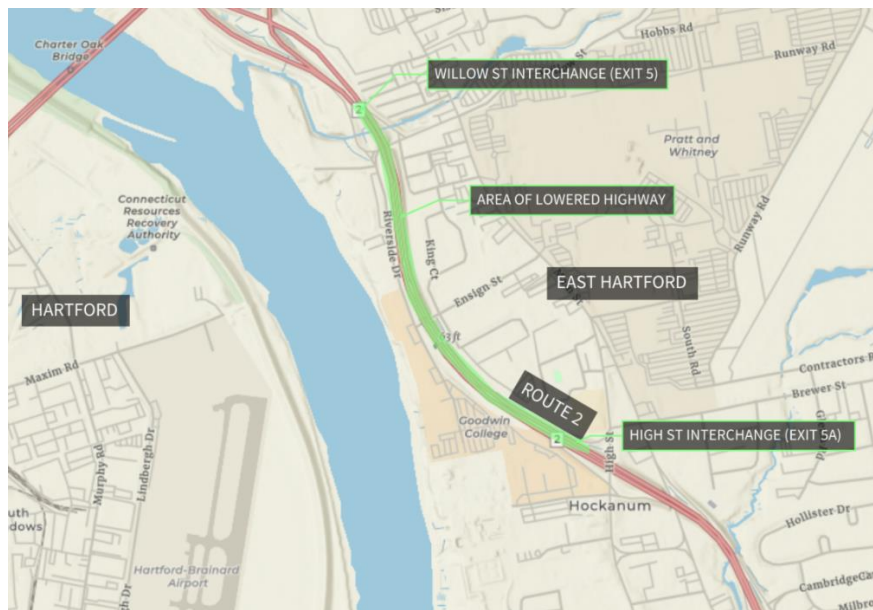 Charter Oak
Bridge
Hobbs Rd
Runway Rd
WILLOW ST INTERCHANGE (EXIT 5)
2
Pratt and
Whitney
Connecticut
Resources
Recovery
Authority
AREA OF LOWERED HIGHWAY
Riverside Dr
King Ct
Runway Rd
Ensign St
EAST HARTFORD
HARTFORD
South Rd
Maxim Rd
Contractors
Brewer St
ROUTE 2
Goodwin
College
2
HIGH ST INTERCHANGE (EXIT 5A)
High St
Murphy Rd
Lindbergh Dr
Hockanum
Hollister Dr
Hartford-Brainard
Airport